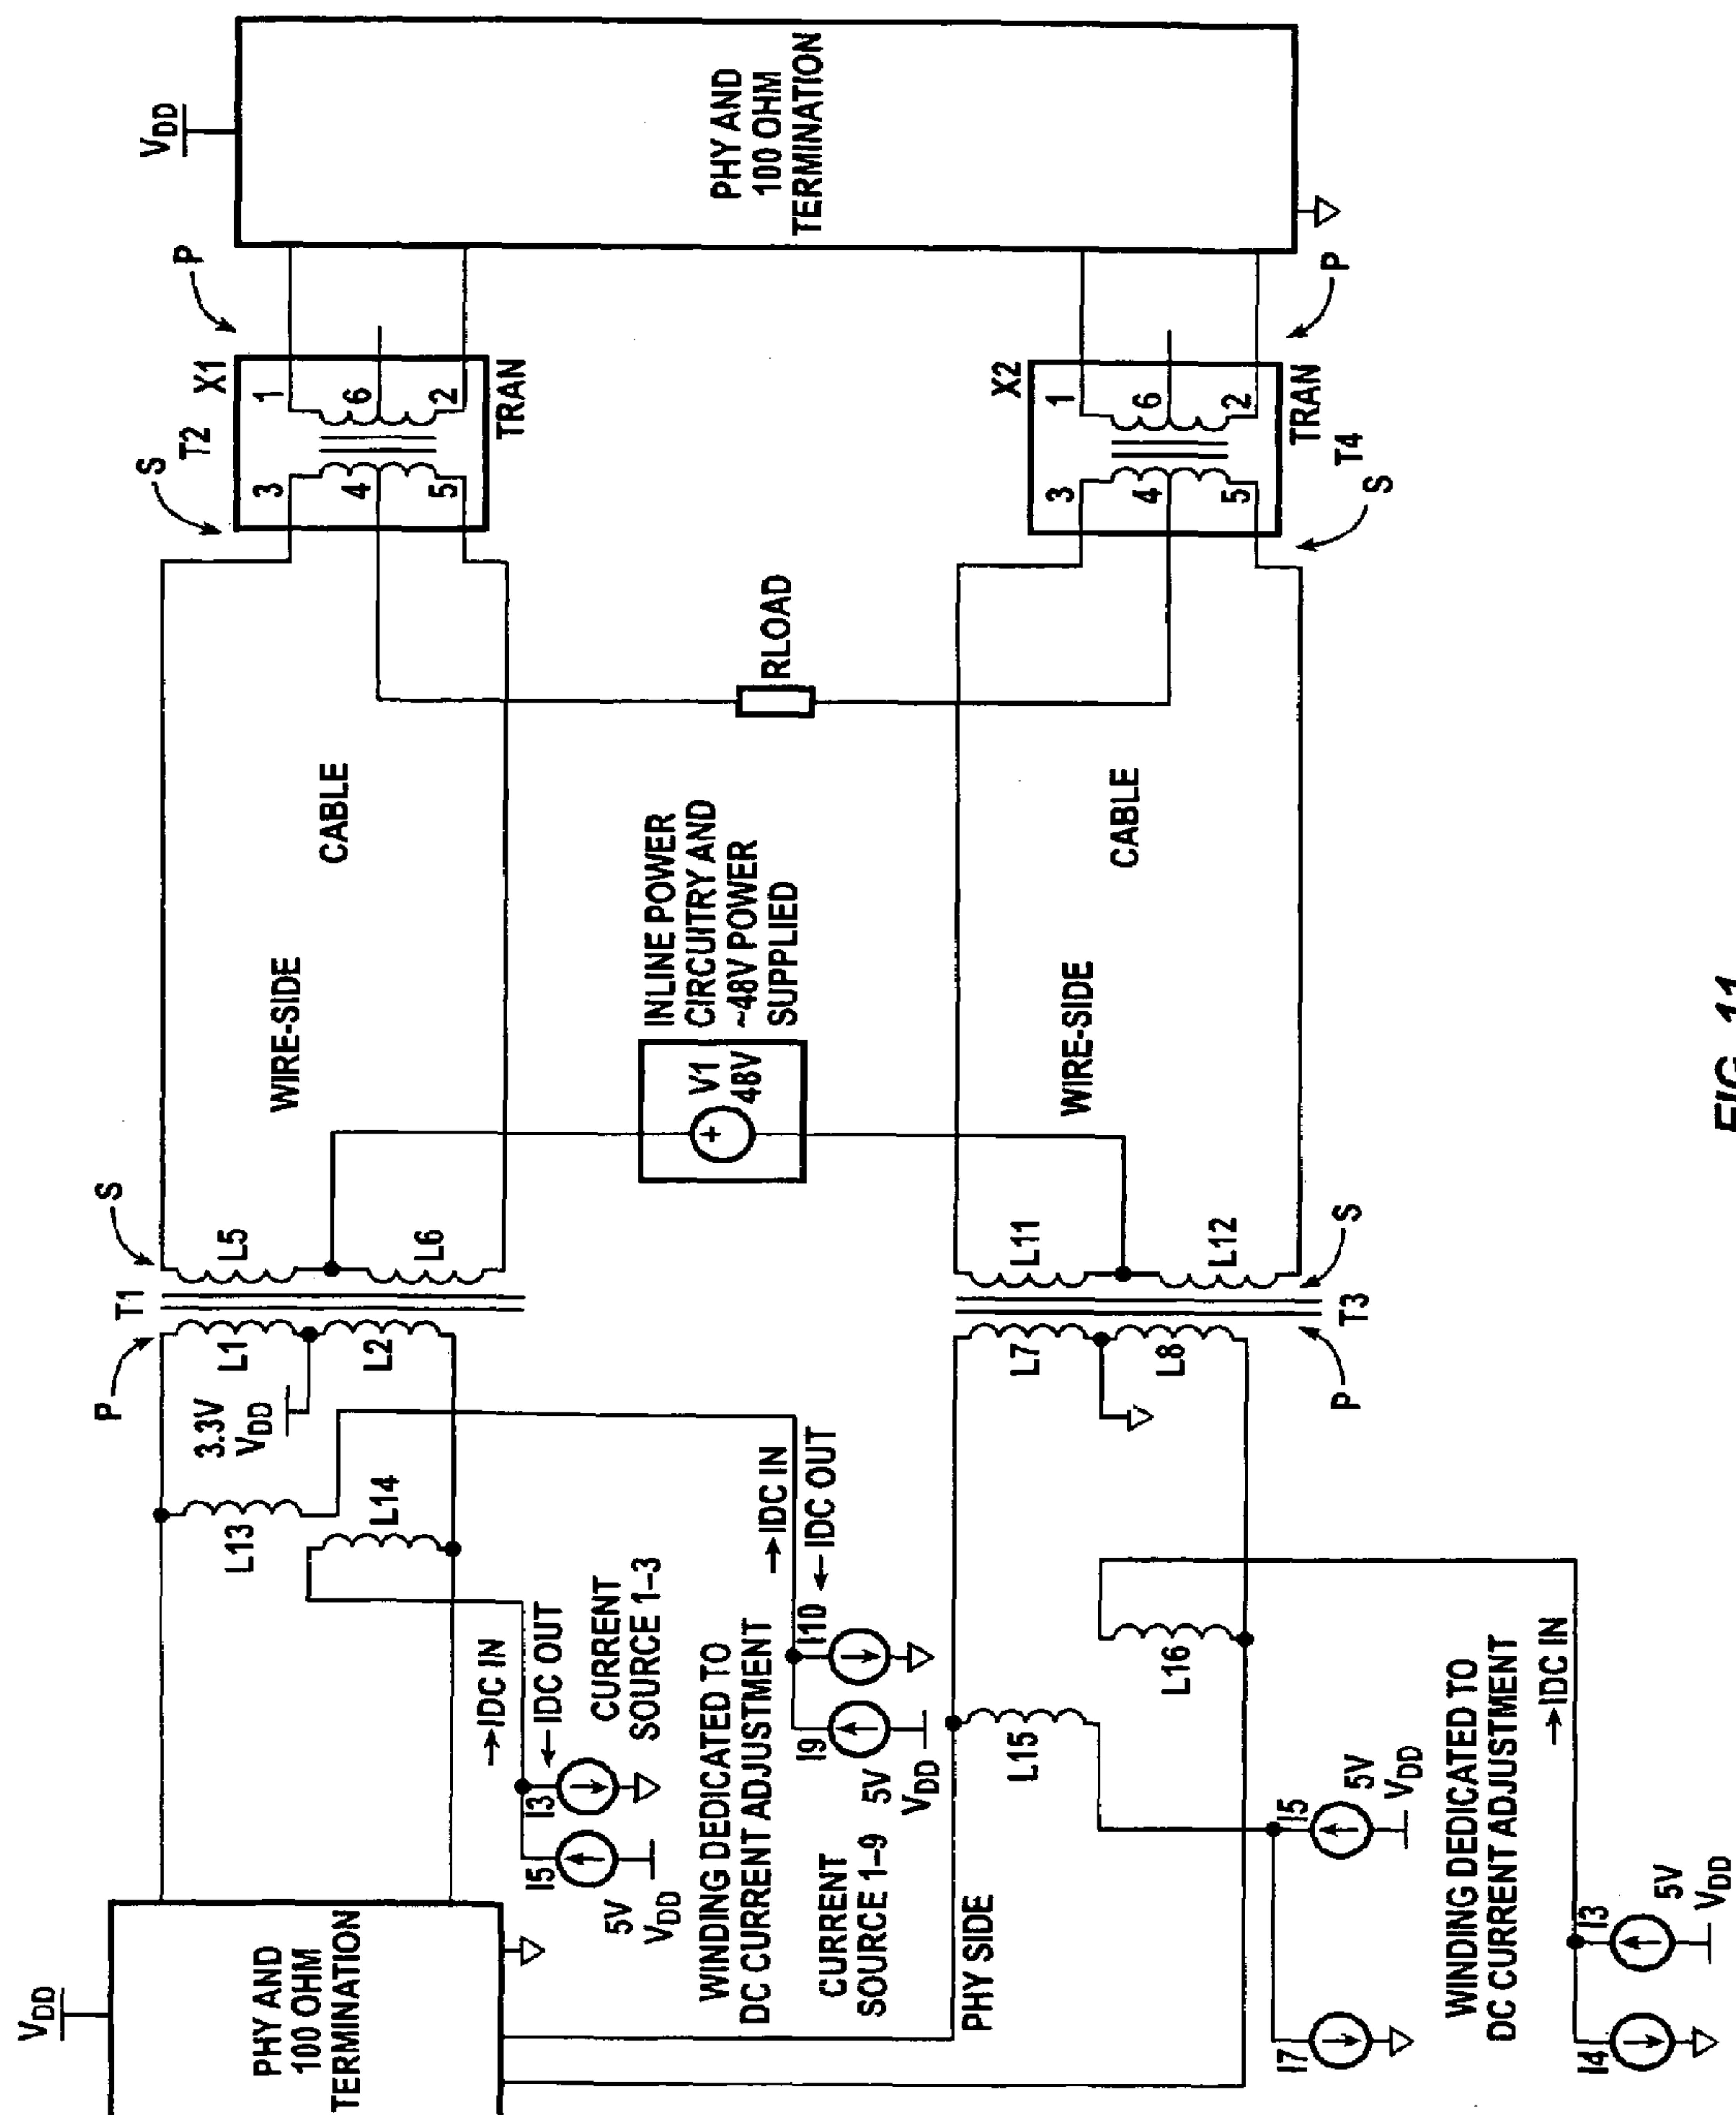 VDD
PHY AND
100 OHM
TERMINATION
P
T1
S
L1
L2
L5
L6
3.3V
VDD
L13
L14
→IDC IN
←IDC OUT
I5
I3
5V
VDD
CURRENT
SOURCE 1–3
WINDING DEDICATED TO
DC CURRENT ADJUSTMENT
→IDC IN
←IDC OUT
I9
I10
5V
VDD
CURRENT
SOURCE 1–9
PHY SIDE
L15
L16
L7
L8
L11
L12
P
T3
S
I7
I5
5V
VDD
WINDING DEDICATED TO
DC CURRENT ADJUSTMENT
→IDC IN
I4
I3
5V
VDD
WIRE-SIDE
CABLE
INLINE POWER
CIRCUITRY AND
~48V POWER
SUPPLIED
+
V1
48V
WIRE-SIDE
CABLE
RLOAD
S
T2
X1
P
3
4
5
1
6
2
TRAN
X2
3
4
5
1
6
2
TRAN
T4
S
P
VDD
PHY AND
100 OHM
TERMINATION
FIG. 11